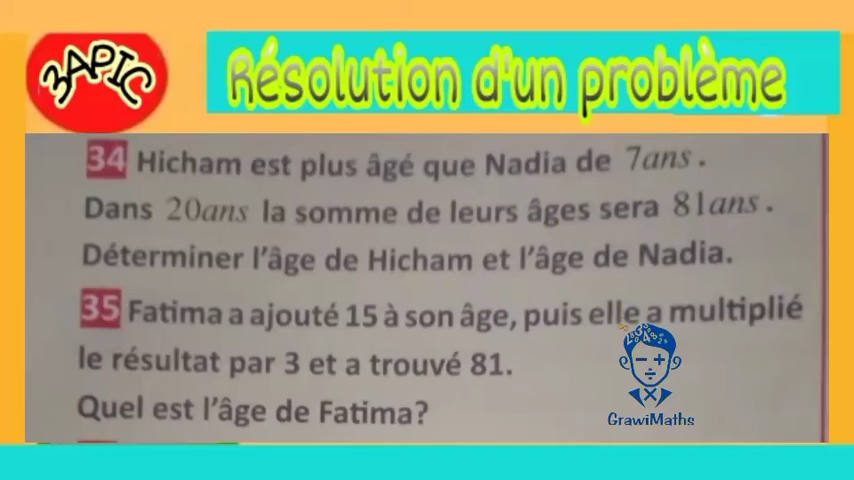 3APIC
Résolution d'un problème
34 Hicham est plus âgé que Nadia de 7ans.
Dans 20ans la somme de leurs âges sera 81ans.
Déterminer l'âge de Hicham et l'âge de Nadia.
35 Fatima a ajouté 15 à son âge, puis elle a multiplié
le résultat par 3 et a trouvé 81.
Quel est l'âge de Fatima?
GrawiMaths